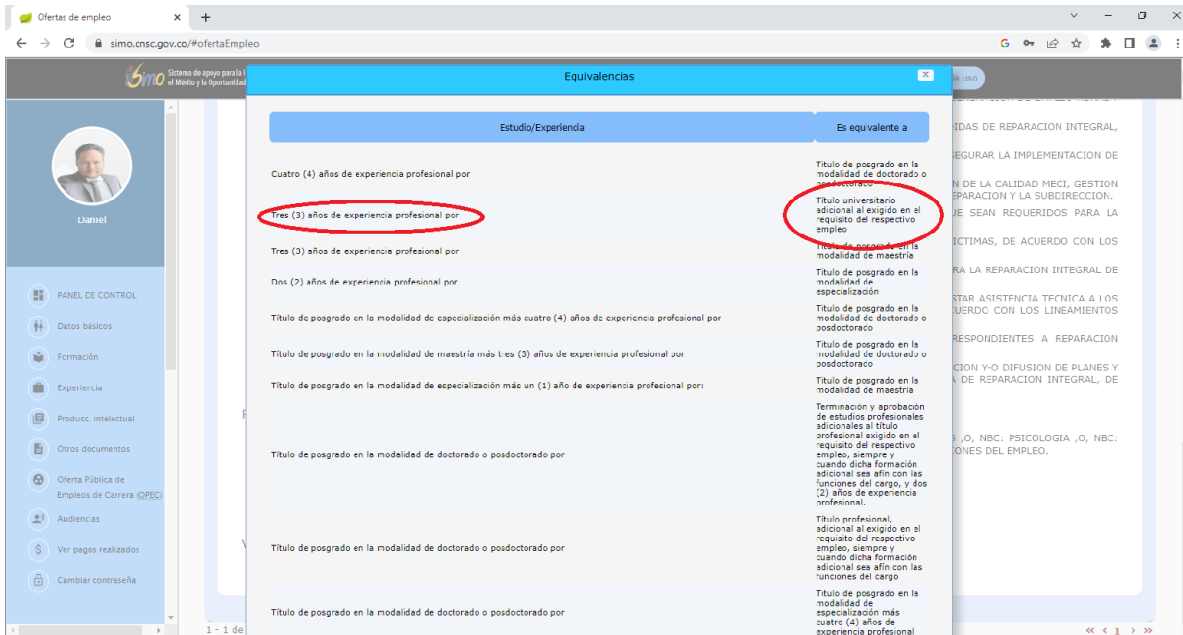 Ofertas de empleo
simo.cnsc.gov.co/#ofertaEmpleo
Simo Sistema de apoyo para la I
el Mérito y la Oportunidad
Equivalencias
Daniel
PANEL DE CONTROL
Datos básicos
Formación
Experiencia
Producc. intelectual
Otros documentos
Oferta Pública de
Empleos de Carrera (OPEC)
Audiencias
Ver pagos realizados
Cambiar contraseña
Estudio/Experiencia
Es equivalente a
Cuatro (4) años de experiencia profesional por
Título de posgrado en la
modalidad de doctorado o
posdoctorado
Tres (3) años de experiencia profesional por
Título universitario
adicional al exigido en el
requisito del respectivo
empleo
Tres (3) años de experiencia profesional por
Título de posgrado en la
modalidad de maestría
Dos (2) años de experiencia profesional por
Título de posgrado en la
modalidad de
especialización
Título de posgrado en la modalidad de especialización más cuatro (4) años de experiencia profesional por
Título de posgrado en la
modalidad de doctorado o
posdoctorado
Título de posgrado en la modalidad de maestría más tres (3) años de experiencia profesional por
Título de posgrado en la
modalidad de doctorado o
posdoctorado
Título de posgrado en la modalidad de especialización más un (1) año de experiencia profesional por:
Título de posgrado en la
modalidad de maestría
Título de posgrado en la modalidad de doctorado o posdoctorado por
Terminación y aprobación
de estudios profesionales
adicionales al título
profesional exigido en el
requisito del respectivo
empleo, siempre y
cuando dicha formación
adicional sea afín con las
funciones del cargo, y dos
(2) años de experiencia
profesional.
Título de posgrado en la modalidad de doctorado o posdoctorado por
Título profesional,
adicional al exigido en el
requisito del respectivo
empleo, siempre y
cuando dicha formación
adicional sea afín con las
funciones del cargo
Título de posgrado en la modalidad de doctorado o posdoctorado por
Título de posgrado en la
modalidad de
especialización más
cuatro (4) años de
experiencia profesional
IDAS DE REPARACION INTEGRAL,
SEGURAR LA IMPLEMENTACION DE
N DE LA CALIDAD MECI, GESTION
EPARACION Y LA SUBDIRECCION.
UE SEAN REQUERIDOS PARA LA
ICTIMAS, DE ACUERDO CON LOS
RA LA REPARACION INTEGRAL DE
STAR ASISTENCIA TECNICA A LOS
CUERDO CON LOS LINEAMIENTOS
RESPONDIENTES A REPARACION
CION Y-O DIFUSION DE PLANES Y
A DE REPARACION INTEGRAL, DE
S ,O, NBC: PSICOLOGIA ,O, NBC:
IONES DEL EMPLEO.
1 - 1 de
« < 1 > »